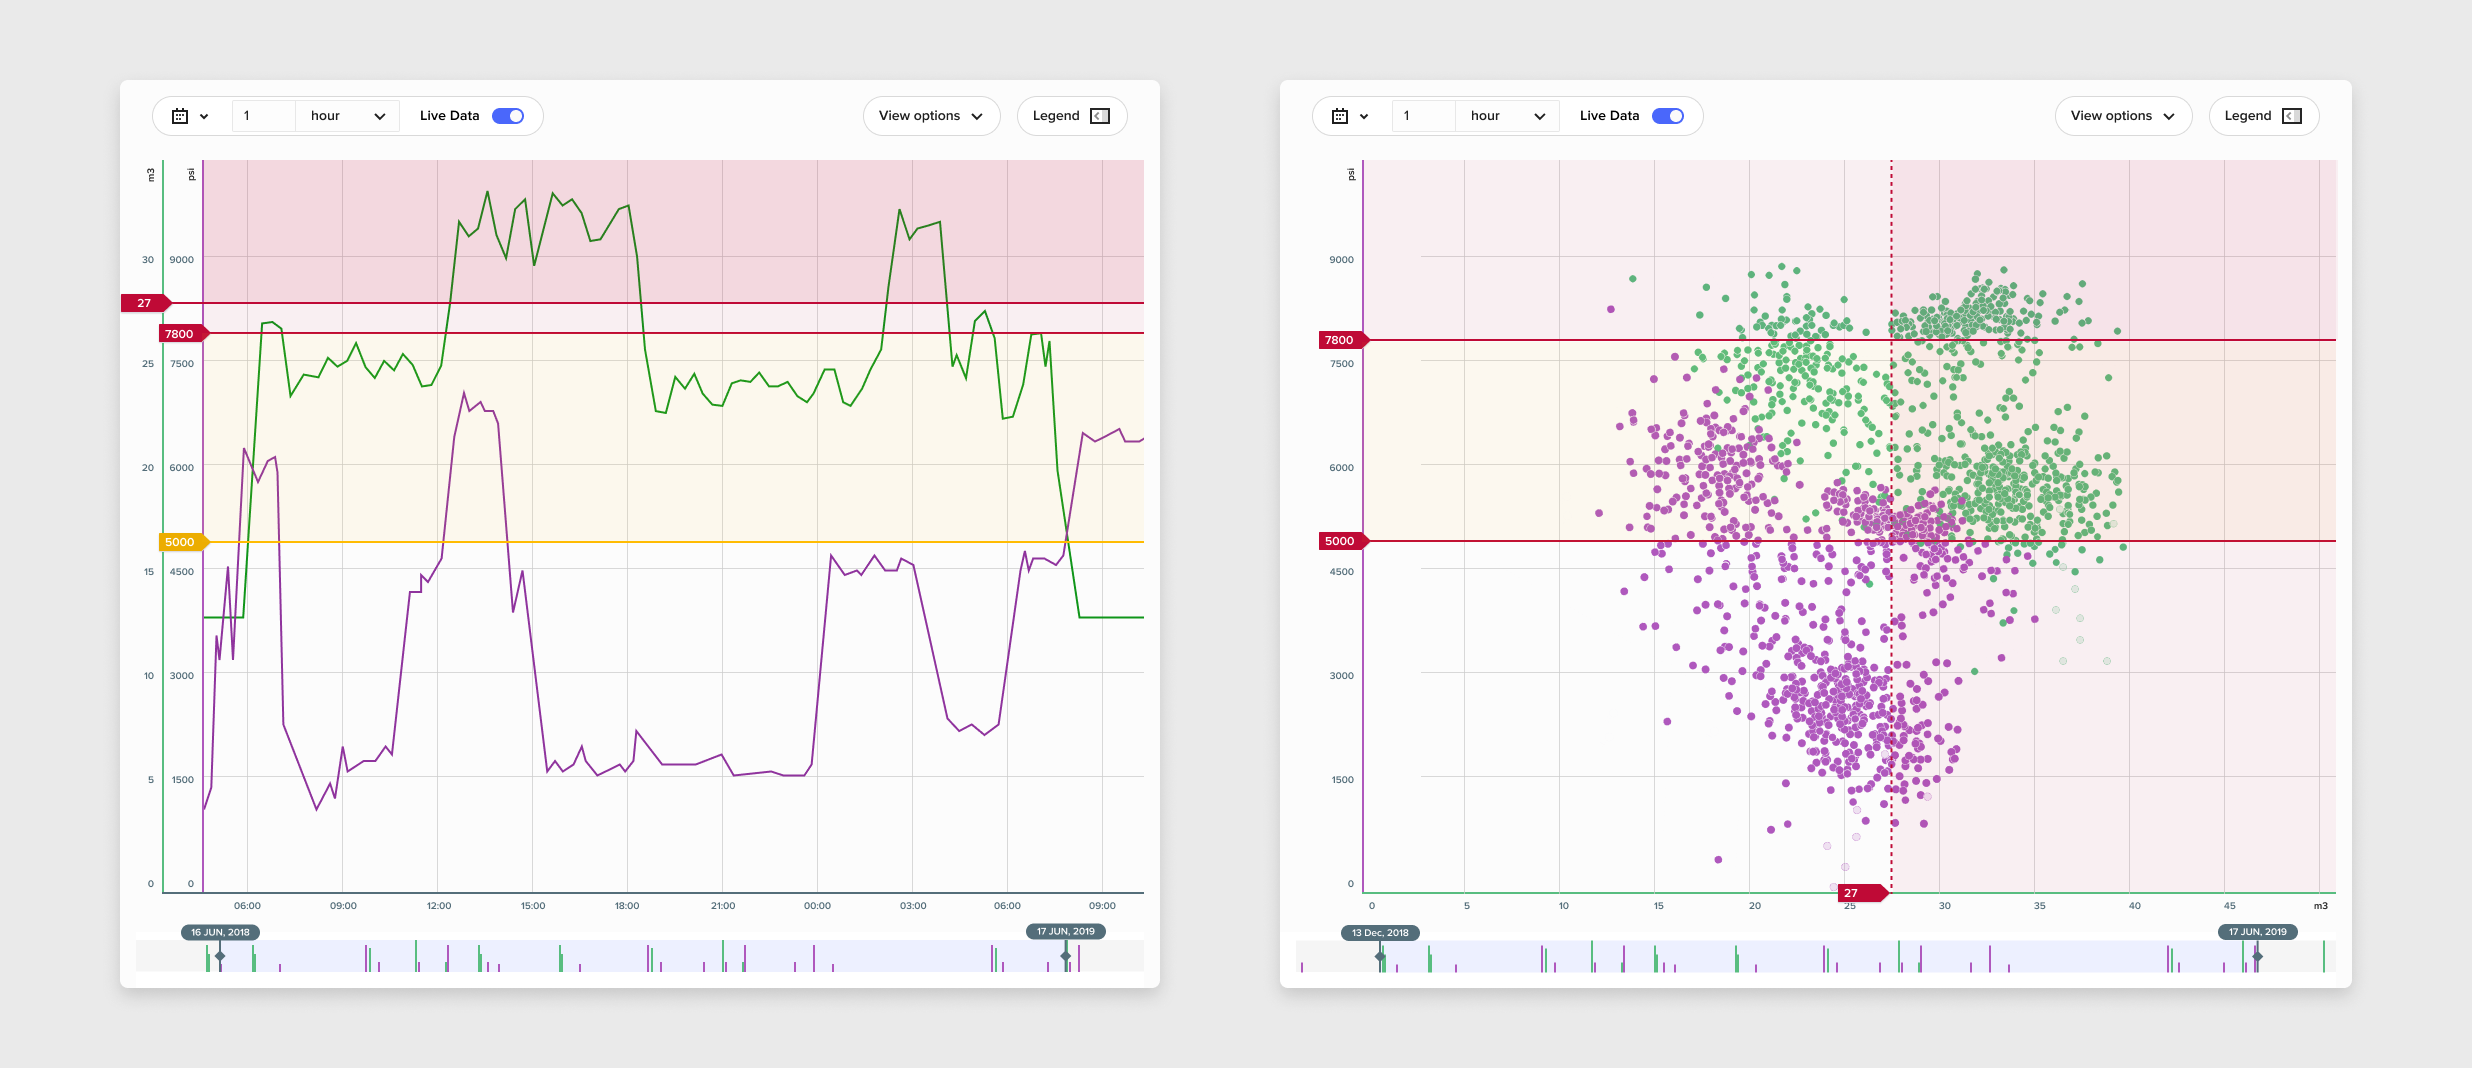 1 hour Live Data View options Legend
m3 psi
30 9000
27
7800
25 7500
20 6000
5000
15 4500
10 3000
5 1500
0 0
06:00 09:00 12:00 15:00 18:00 21:00 00:00 03:00 06:00 09:00
16 JUN, 2018 17 JUN, 2019
1 hour Live Data View options Legend
psi
9000
7800
7500
6000
5000
4500
3000
1500
0
27
0 5 10 15 20 25 30 35 40 45 m3
13 Dec, 2018 17 JUN, 2019